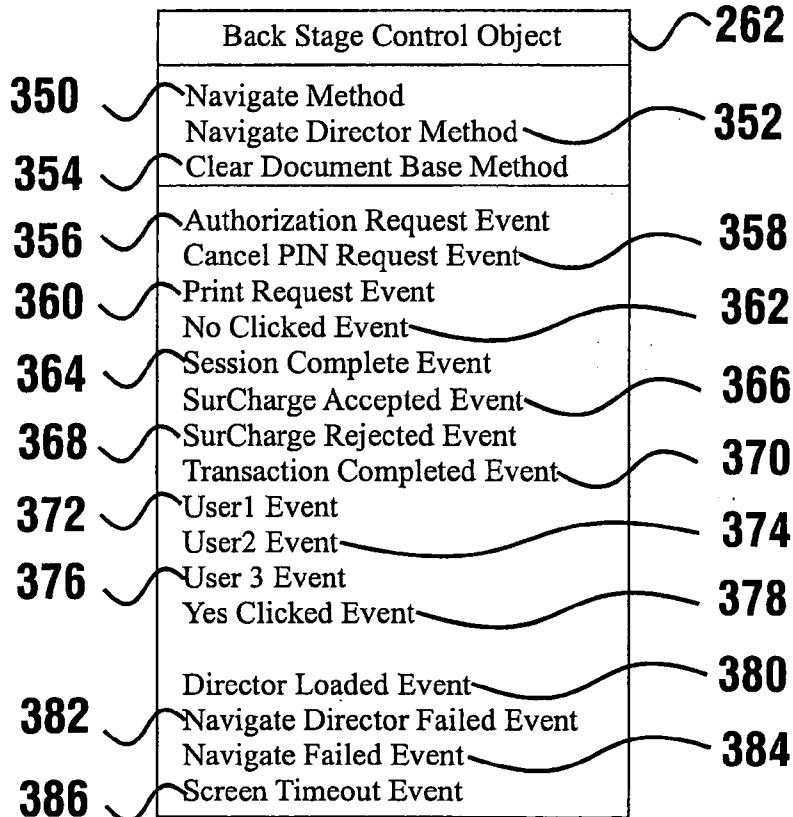 Back Stage Control Object 262
350 Navigate Method
Navigate Director Method 352
354 Clear Document Base Method
356 Authorization Request Event
Cancel PIN Request Event 358
360 Print Request Event
No Clicked Event 362
364 Session Complete Event
SurCharge Accepted Event 366
368 SurCharge Rejected Event
Transaction Completed Event 370
372 User1 Event
User2 Event 374
376 User 3 Event
Yes Clicked Event 378
Director Loaded Event 380
382 Navigate Director Failed Event
Navigate Failed Event 384
386 Screen Timeout Event